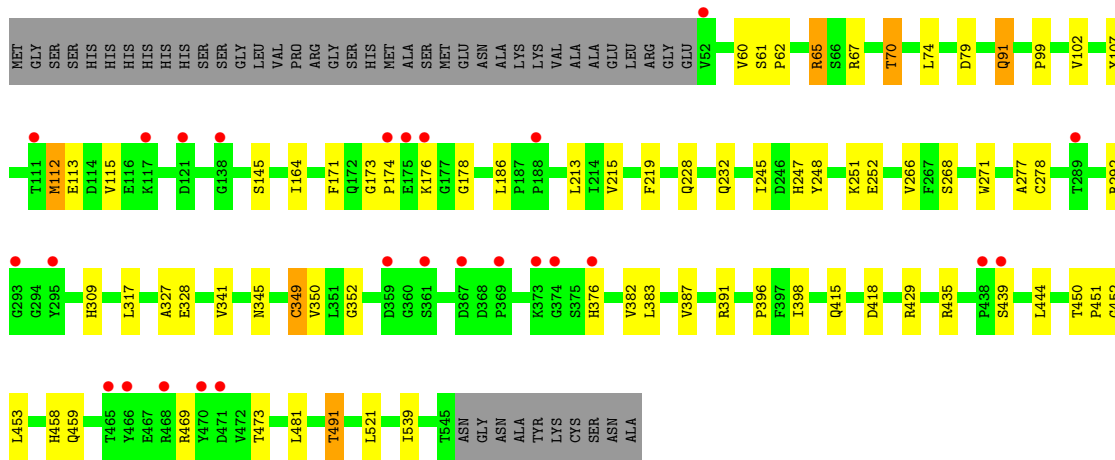 MET GLY SER SER HIS HIS HIS HIS HIS HIS SER SER GLY LEU VAL PRO ARG GLY SER HIS MET ALA SER MET GLU ASN ALA LYS LYS VAL ALA ALA ALA GLU LEU ARG GLY GLU V52 V60 S61 P62 R65 S66 R67 T70 L74 D79 Q91 P99 V102
T111 M112 E113 D114 V115 E116 K117 D121 G138 S145 I164 F171 Q172 G173 P174 E175 K176 G177 G178 L186 P187 P188 L213 I214 V215 F219 Q228 Q232 I245 D246 H247 Y248 K251 E252 V266 F267 S268 W271 A277 C278 T289
G293 G294 Y295 H309 L317 A327 E328 V341 N345 C349 V350 L351 G352 D359 G360 S361 D367 D368 P369 K373 G374 S375 H376 V382 L383 V387 R391 P396 F397 I398 Q415 D418 R429 R435 P438 S439 L444 T450 P451
L453 H458 Q459 T465 Y466 E467 R468 R469 Y470 D471 V472 T473 L481 T491 L521 I539 T545 ASN GLY ASN ALA TYR LYS CYS SER ASN ALA